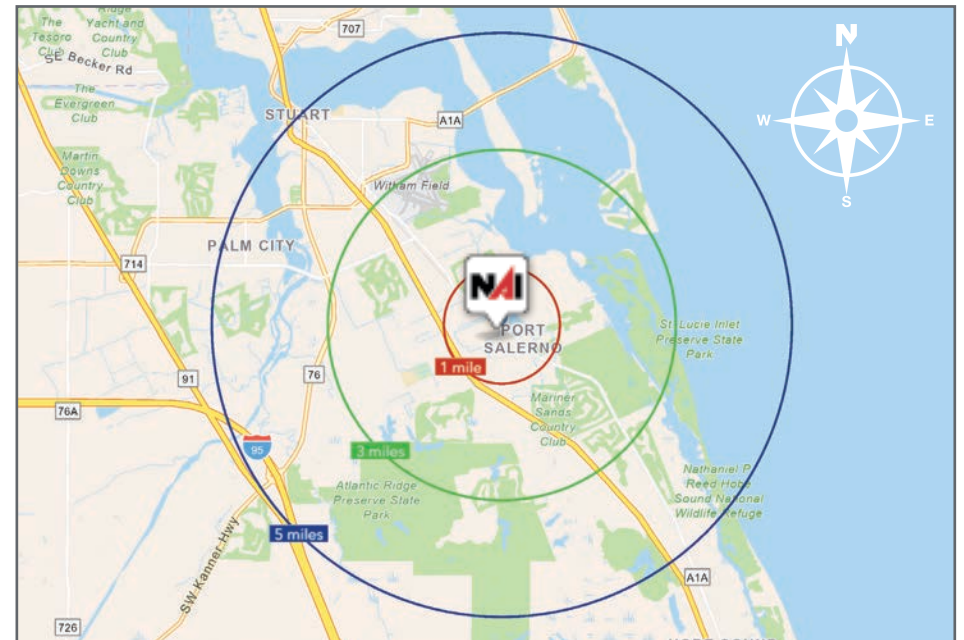 Ridge
Yacht and
Country
Club
The
Tesoro
Club
SE Becker Rd
707
The
Evergreen
Club
STUART
A1A
N
W
E
S
Martin
Downs
Country
Club
Witham Field
PALM CITY
714
NAI
PORT
SALERNO
St. Lucie Inlet
Preserve State
Park
1 mile
91
76
76A
Mariner
Sands
Country
Club
95
3 miles
Atlantic Ridge
Preserve State
Park
Nathaniel P
Reed Hobe
Sound National
Wildlife Refuge
5 miles
SW Kanner Hwy
A1A
726